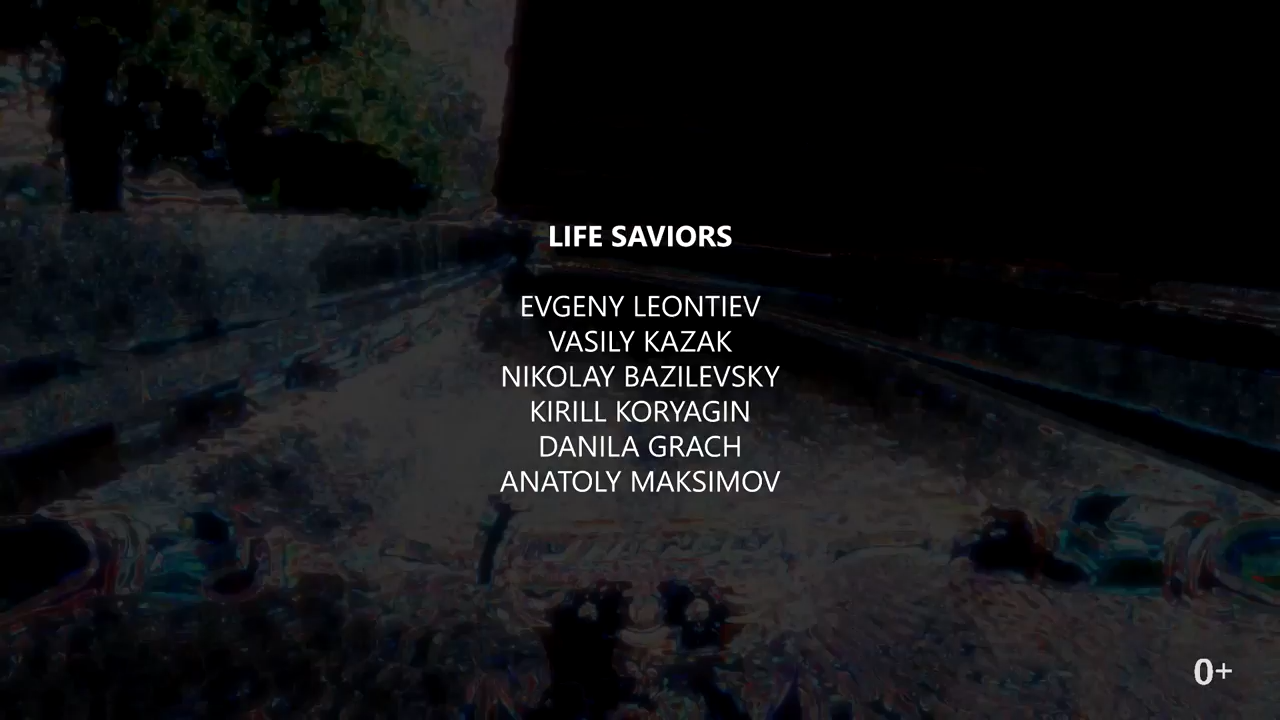 LIFE SAVIORS
EVGENY LEONTIEV
VASILY KAZAK
NIKOLAY BAZILEVSKY
KIRILL KORYAGIN
DANILA GRACH
ANATOLY MAKSIMOV
0+